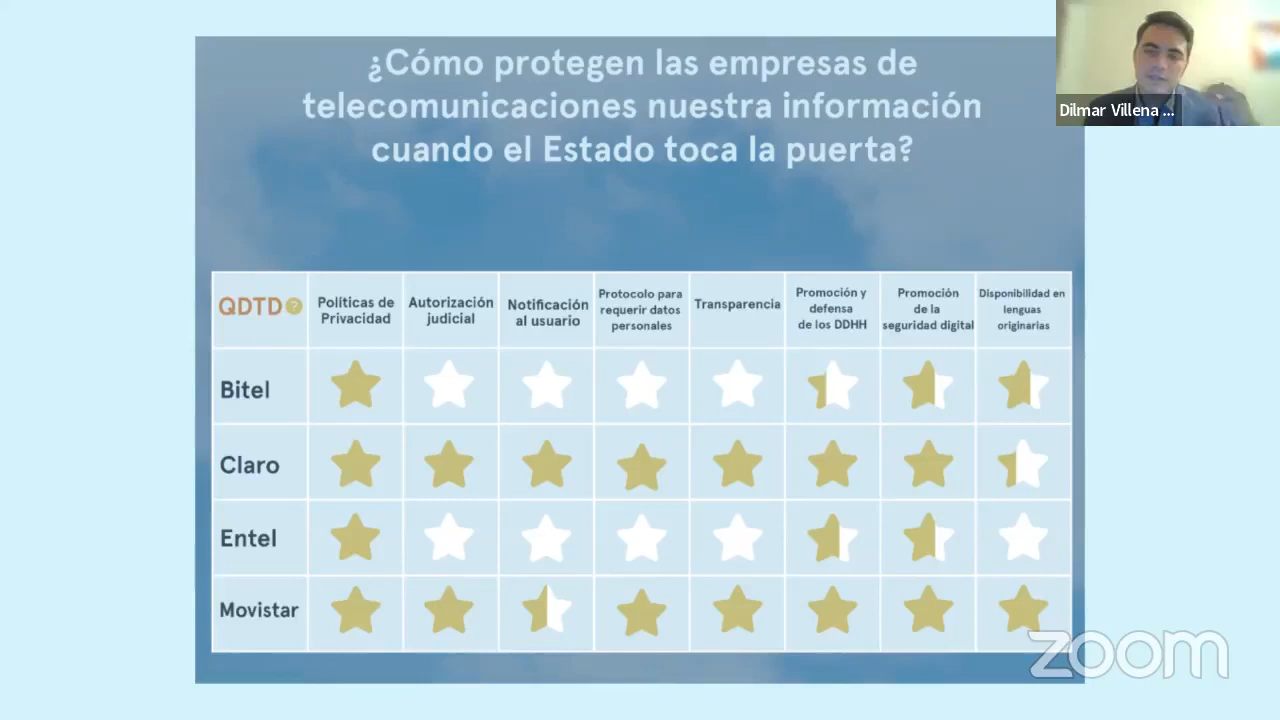 ¿Cómo protegen las empresas de
telecomunicaciones nuestra información
cuando el Estado toca la puerta?
Dilmar Villena ...
QDTD?
Políticas de
Privacidad
Autorización
judicial
Notificación
al usuario
Protocolo para
requerir datos
personales
Transparencia
Promoción y
defensa
de los DDHH
Promoción
de la
seguridad digital
Disponibilidad en
lenguas
originarias
Bitel
Claro
Entel
Movistar
zoom